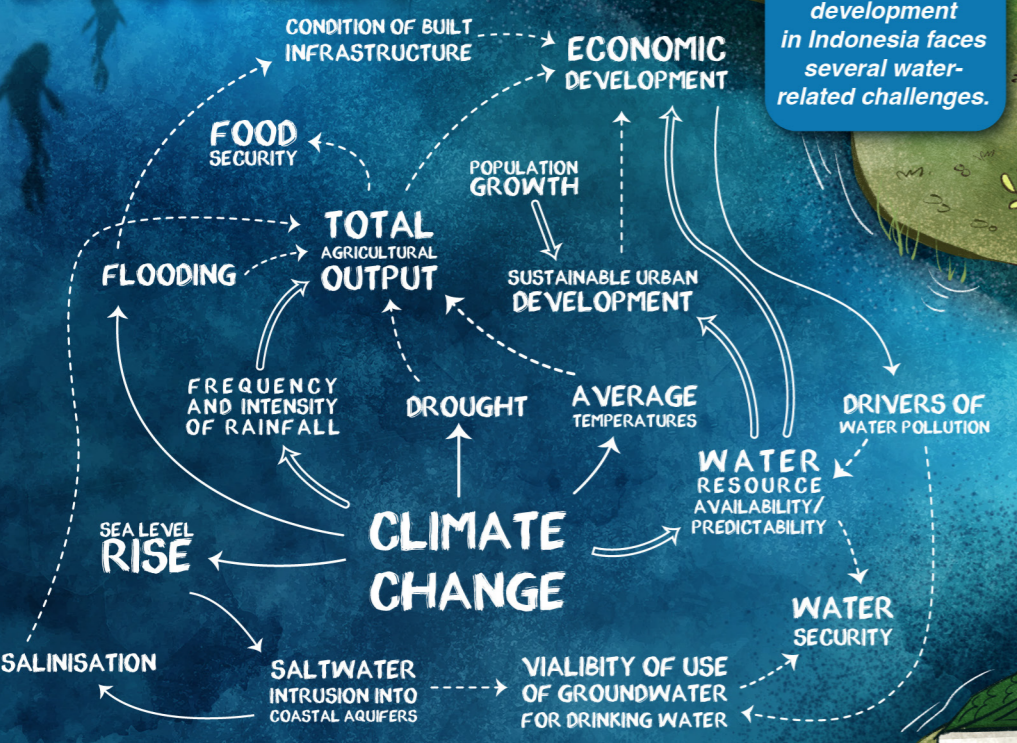 development
in Indonesia faces
several water-
related challenges.
CONDITION OF BUILT
INFRASTRUCTURE
ECONOMIC
DEVELOPMENT
FOOD
SECURITY
POPULATION
GROWTH
TOTAL
AGRICULTURAL
OUTPUT
FLOODING
SUSTAINABLE URBAN
DEVELOPMENT
FREQUENCY
AND INTENSITY
OF RAINFALL
DROUGHT
AVERAGE
TEMPERATURES
DRIVERS OF
WATER POLLUTION
WATER
RESOURCE
AVAILABILITY/
PREDICTABILITY
CLIMATE
CHANGE
SEA LEVEL
RISE
WATER
SECURITY
SALINISATION
SALTWATER
INTRUSION INTO
COASTAL AQUIFERS
VIALIBITY OF USE
OF GROUNDWATER
FOR DRINKING WATER